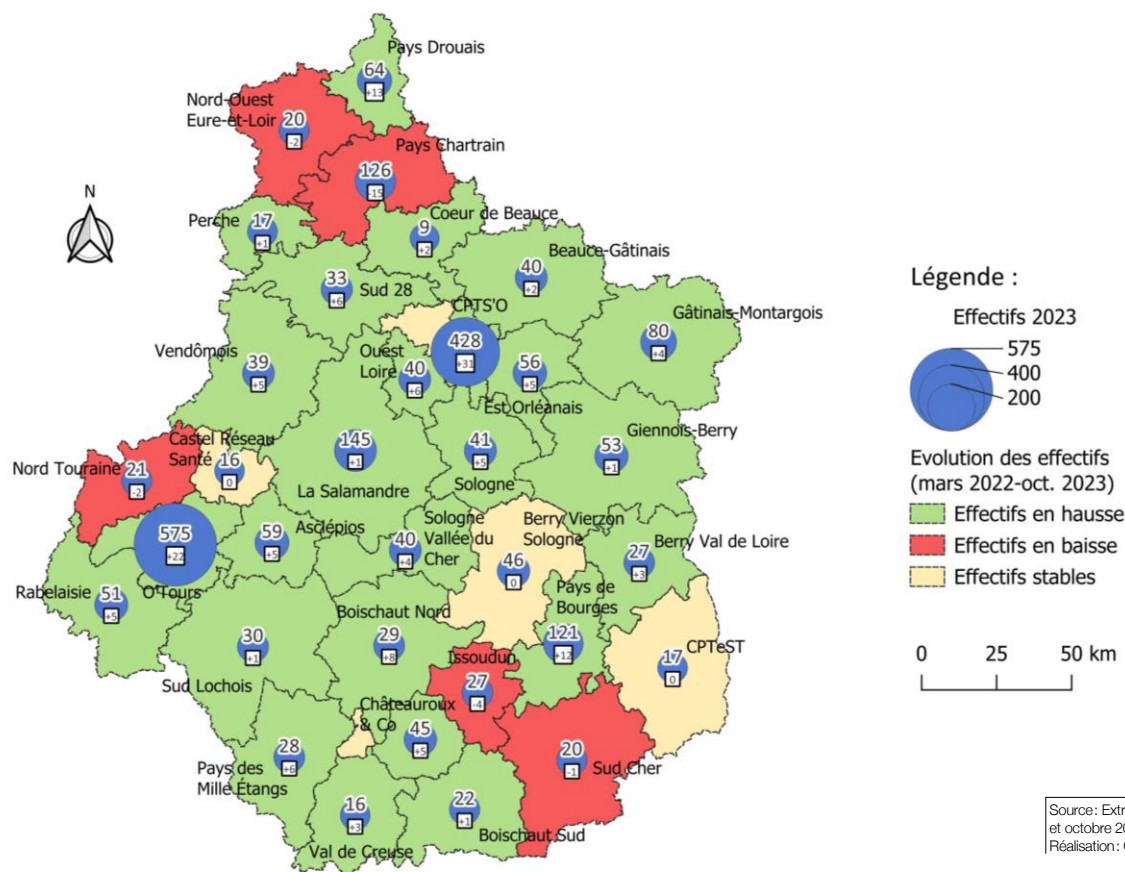 Pays Drouais
64
+13
Nord-Ouest
Eure-et-Loir
20
-2
Pays Chartrain
126
-15
N
Perche
17
+1
Coeur de Beauce
9
+2
Beauce-Gâtinais
40
+2
33
+6
Sud 28
CPTS'O
428
+31
Gâtinais-Montargois
80
+4
Vendômois
39
+5
Ouest
Loire
40
+6
56
+5
Est Orléanais
Castel Réseau
Santé
16
0
145
+1
La Salamandre
41
+5
Sologne
Giennois-Berry
53
+1
Nord Touraine
21
-2
575
+22
O'Tours
Asclépios
59
+5
Sologne
Vallée du
Cher
40
+4
Berry Vierzon
Sologne
46
0
Berry Val de Loire
27
+3
Rabelaisie
51
+5
Pays de
Bourges
121
+12
Boischaut Nord
29
+8
30
+1
Sud Lochois
Issoudun
27
-4
CPTeST
17
0
Châteauroux
& Co
45
+5
28
+6
Pays des
Mille Étangs
20
-1
Sud Cher
16
+3
Val de Creuse
22
+1
Boischaut Sud
Légende :
Effectifs 2023
575
400
200
Evolution des effectifs
(mars 2022-oct. 2023)
Effectifs en hausse
Effectifs en baisse
Effectifs stables
0 25 50 km
Source: Extr
et octobre 20
Réalisation: C